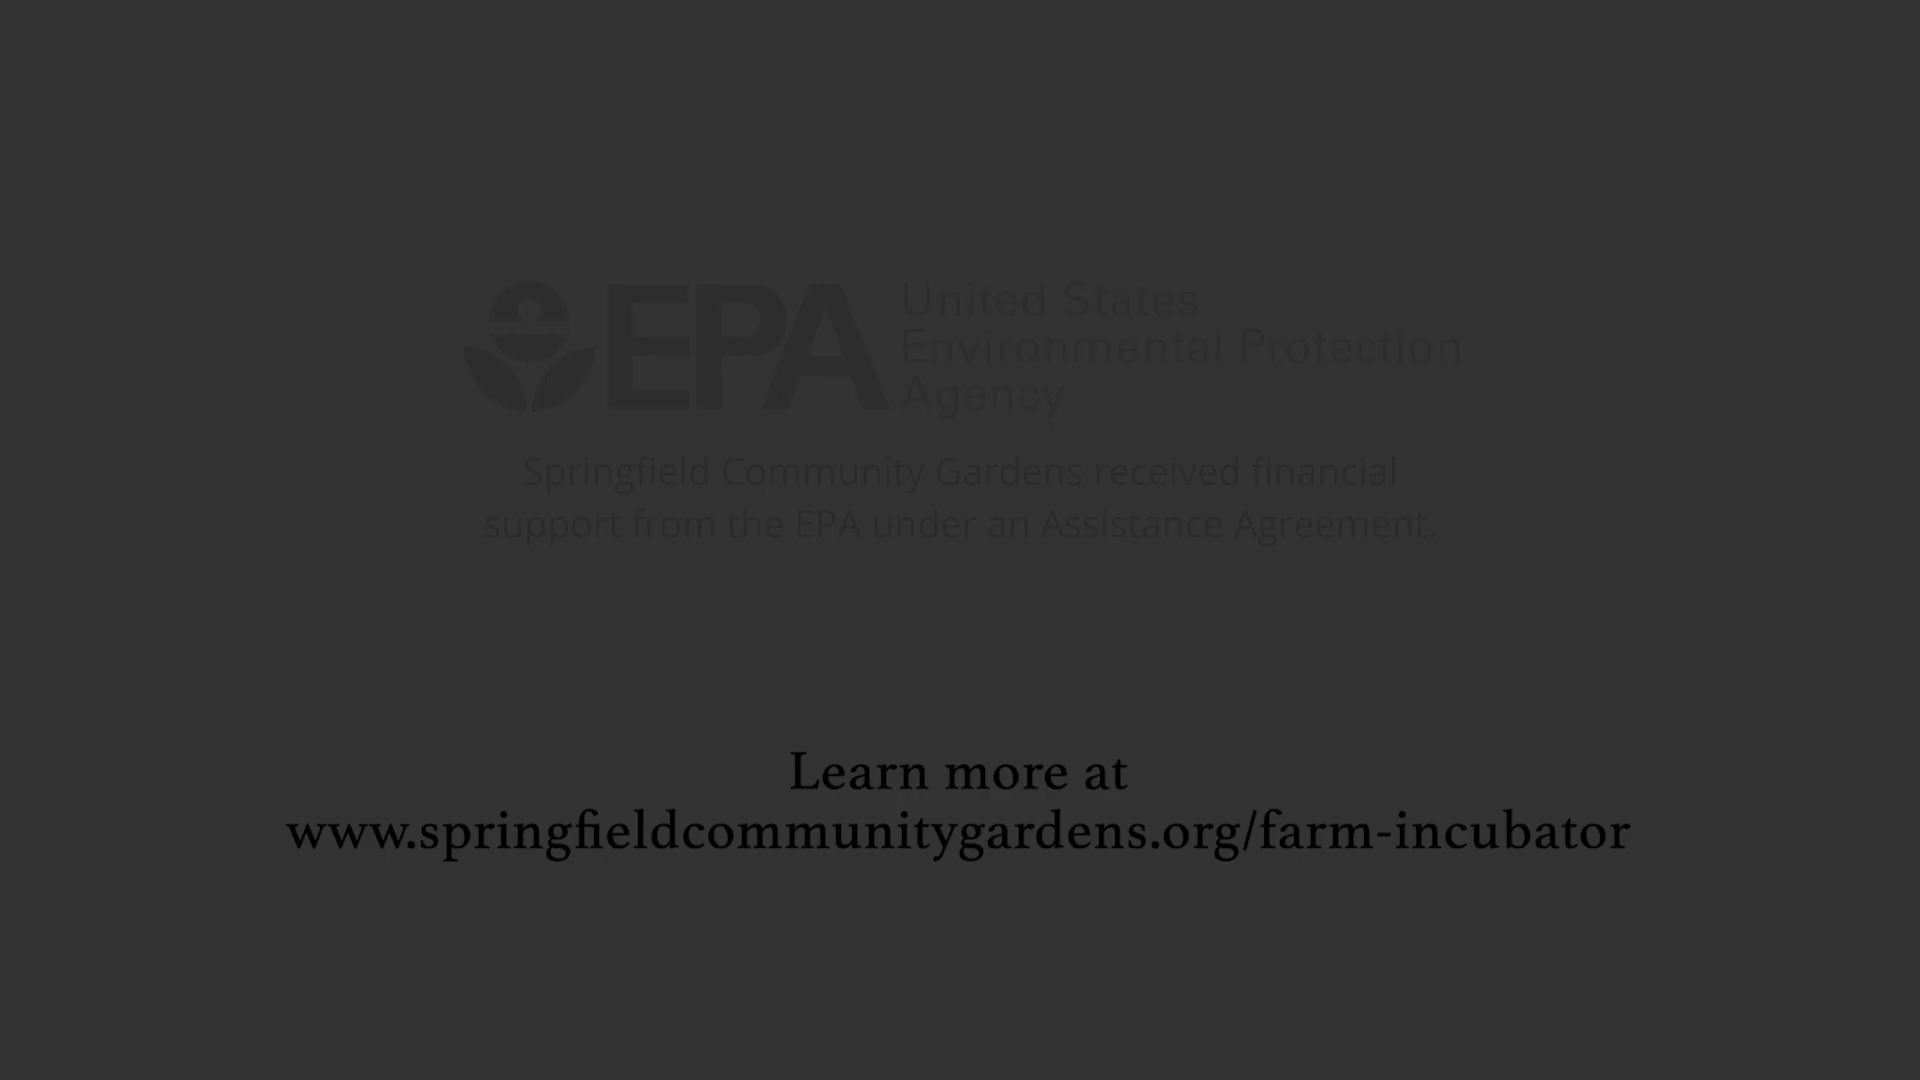 EPA
United States
Environmental Protection
Agency
Springfield Community Gardens received financial
support from the EPA under an Assistance Agreement.
Learn more at
www.springfieldcommunitygardens.org/farm-incubator